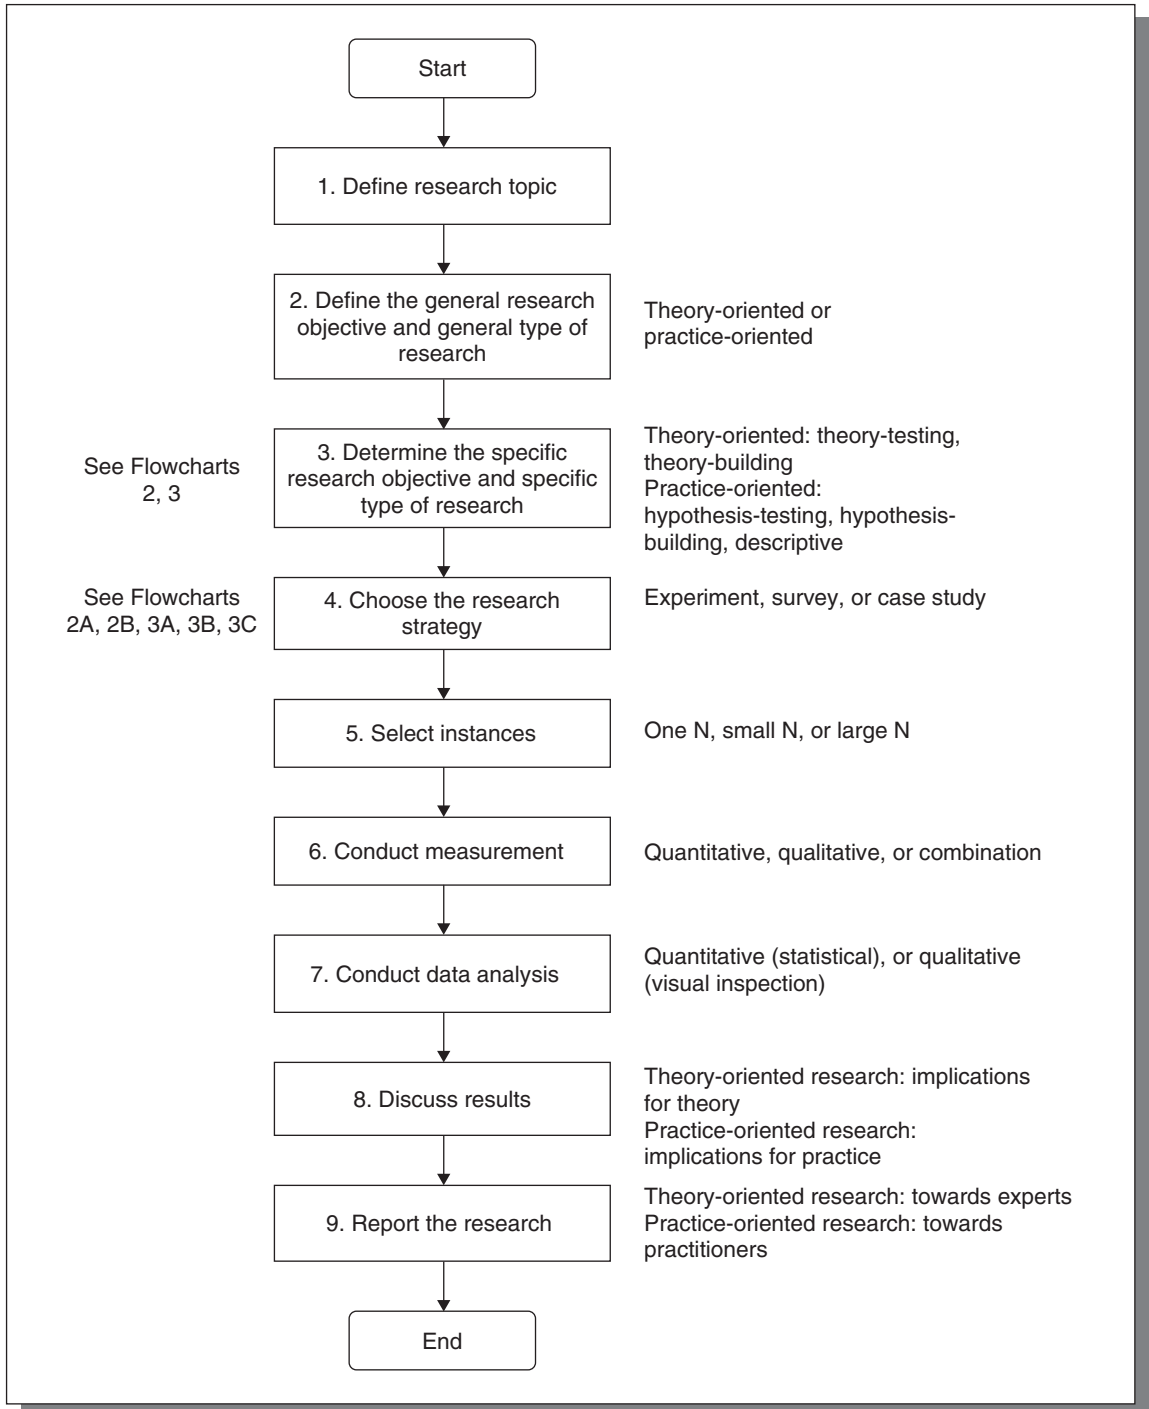 Start
1. Define research topic
2. Define the general research
objective and general type of
research
Theory-oriented or
practice-oriented
See Flowcharts
2, 3
3. Determine the specific
research objective and specific
type of research
Theory-oriented: theory-testing,
theory-building
Practice-oriented:
hypothesis-testing, hypothesis-
building, descriptive
See Flowcharts
2A, 2B, 3A, 3B, 3C
4. Choose the research
strategy
Experiment, survey, or case study
5. Select instances
One N, small N, or large N
6. Conduct measurement
Quantitative, qualitative, or combination
7. Conduct data analysis
Quantitative (statistical), or qualitative
(visual inspection)
8. Discuss results
Theory-oriented research: implications
for theory
Practice-oriented research:
implications for practice
9. Report the research
Theory-oriented research: towards experts
Practice-oriented research: towards
practitioners
End